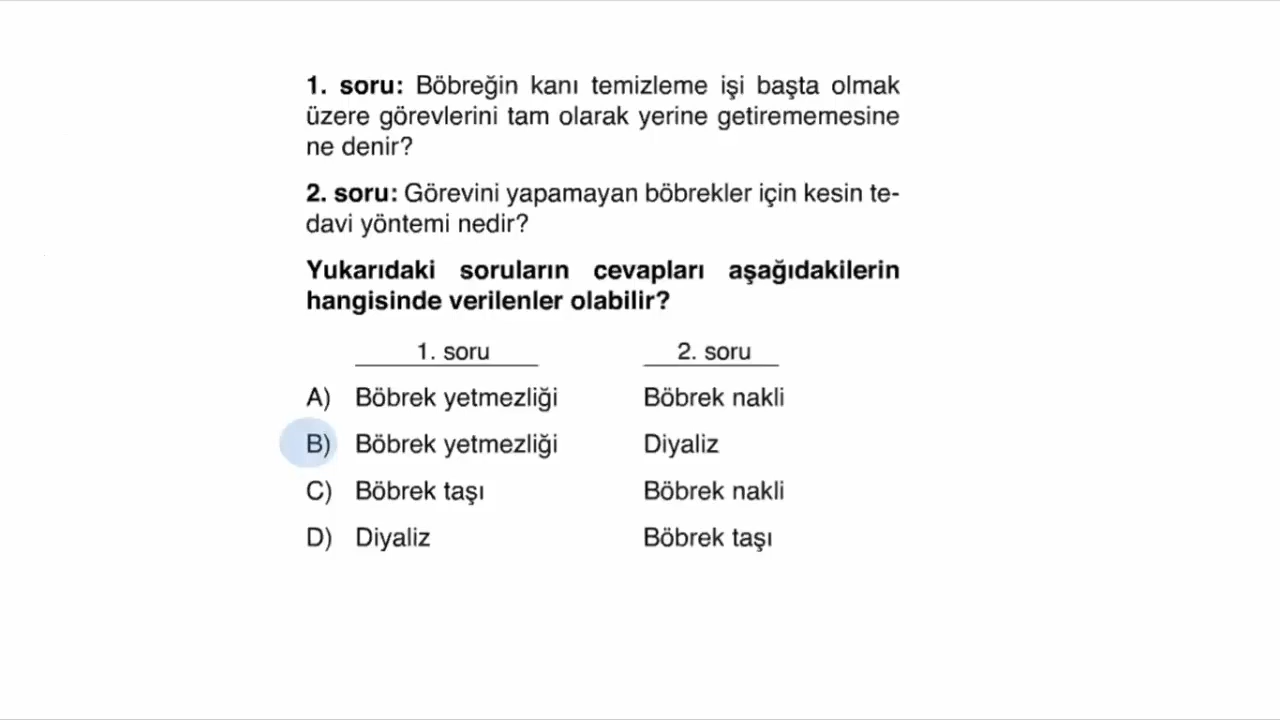 1. soru: Böbreğin kanı temizleme işi başta olmak
üzere görevlerini tam olarak yerine getirememesine
ne denir?
2. soru: Görevini yapamayan böbrekler için kesin te-
davi yöntemi nedir?
Yukarıdaki soruların cevapları aşağıdakilerin
hangisinde verilenler olabilir?
1. soru 2. soru
A) Böbrek yetmezliği Böbrek nakli
B) Böbrek yetmezliği Diyaliz
C) Böbrek taşı Böbrek nakli
D) Diyaliz Böbrek taşı